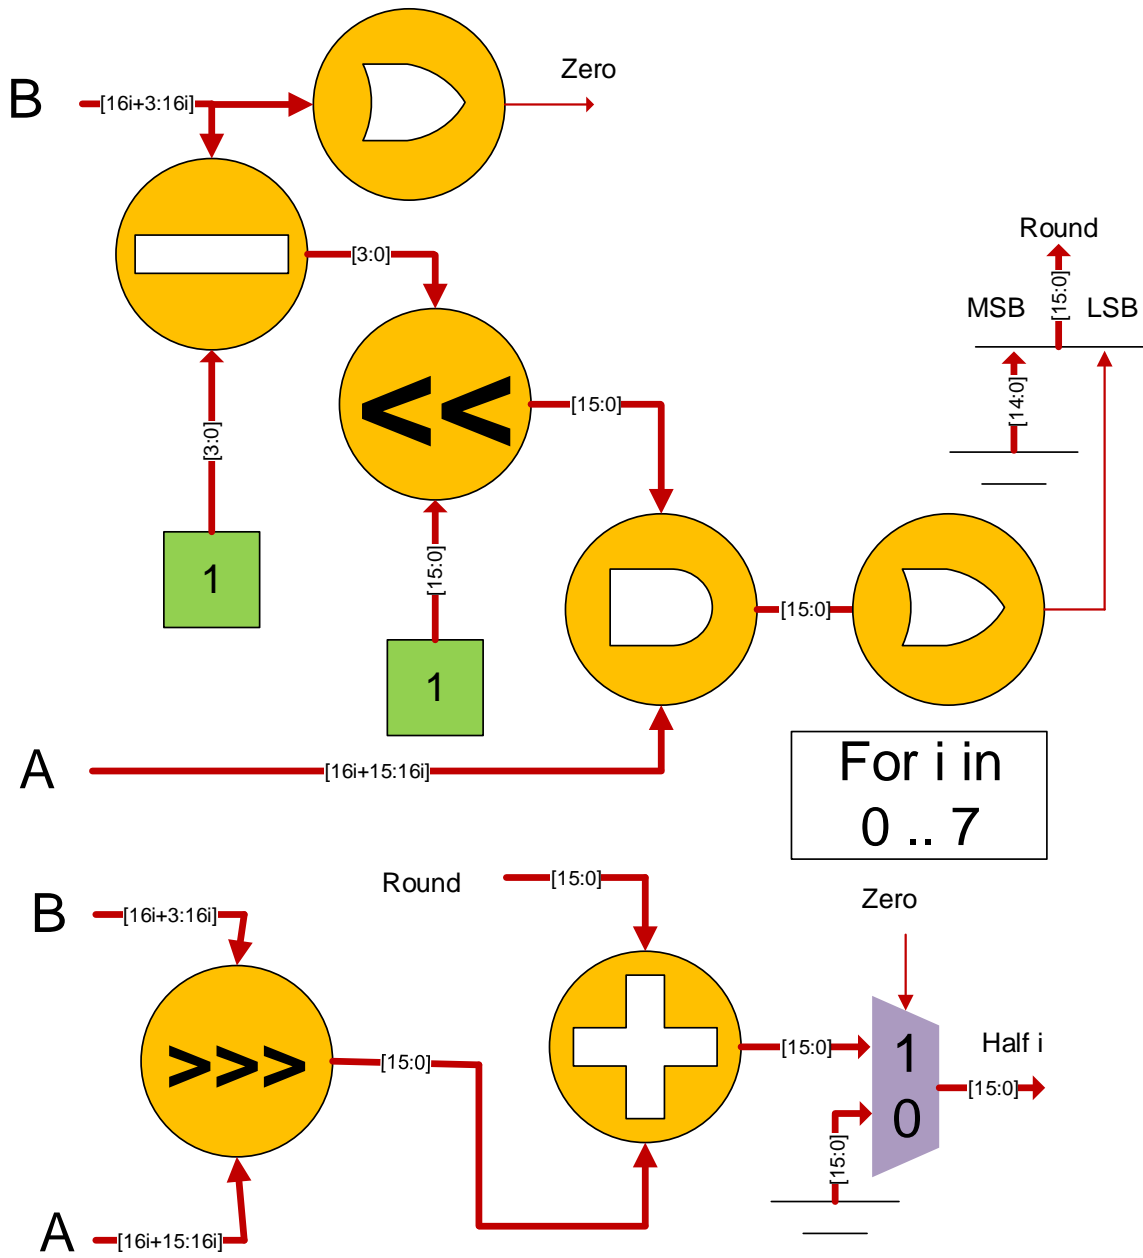 B
[16i+3:16i]
Zero
[3:0]
Round
[15:0]
MSB
LSB
[14:0]
<<
[15:0]
[3:0]
[15:0]
1
1
[15:0]
A
[16i+15:16i]
For i in
0 .. 7
Round
[15:0]
B
[16i+3:16i]
Zero
>>>
[15:0]
[15:0]
1
0
Half i
[15:0]
[15:0]
A
[16i+15:16i]